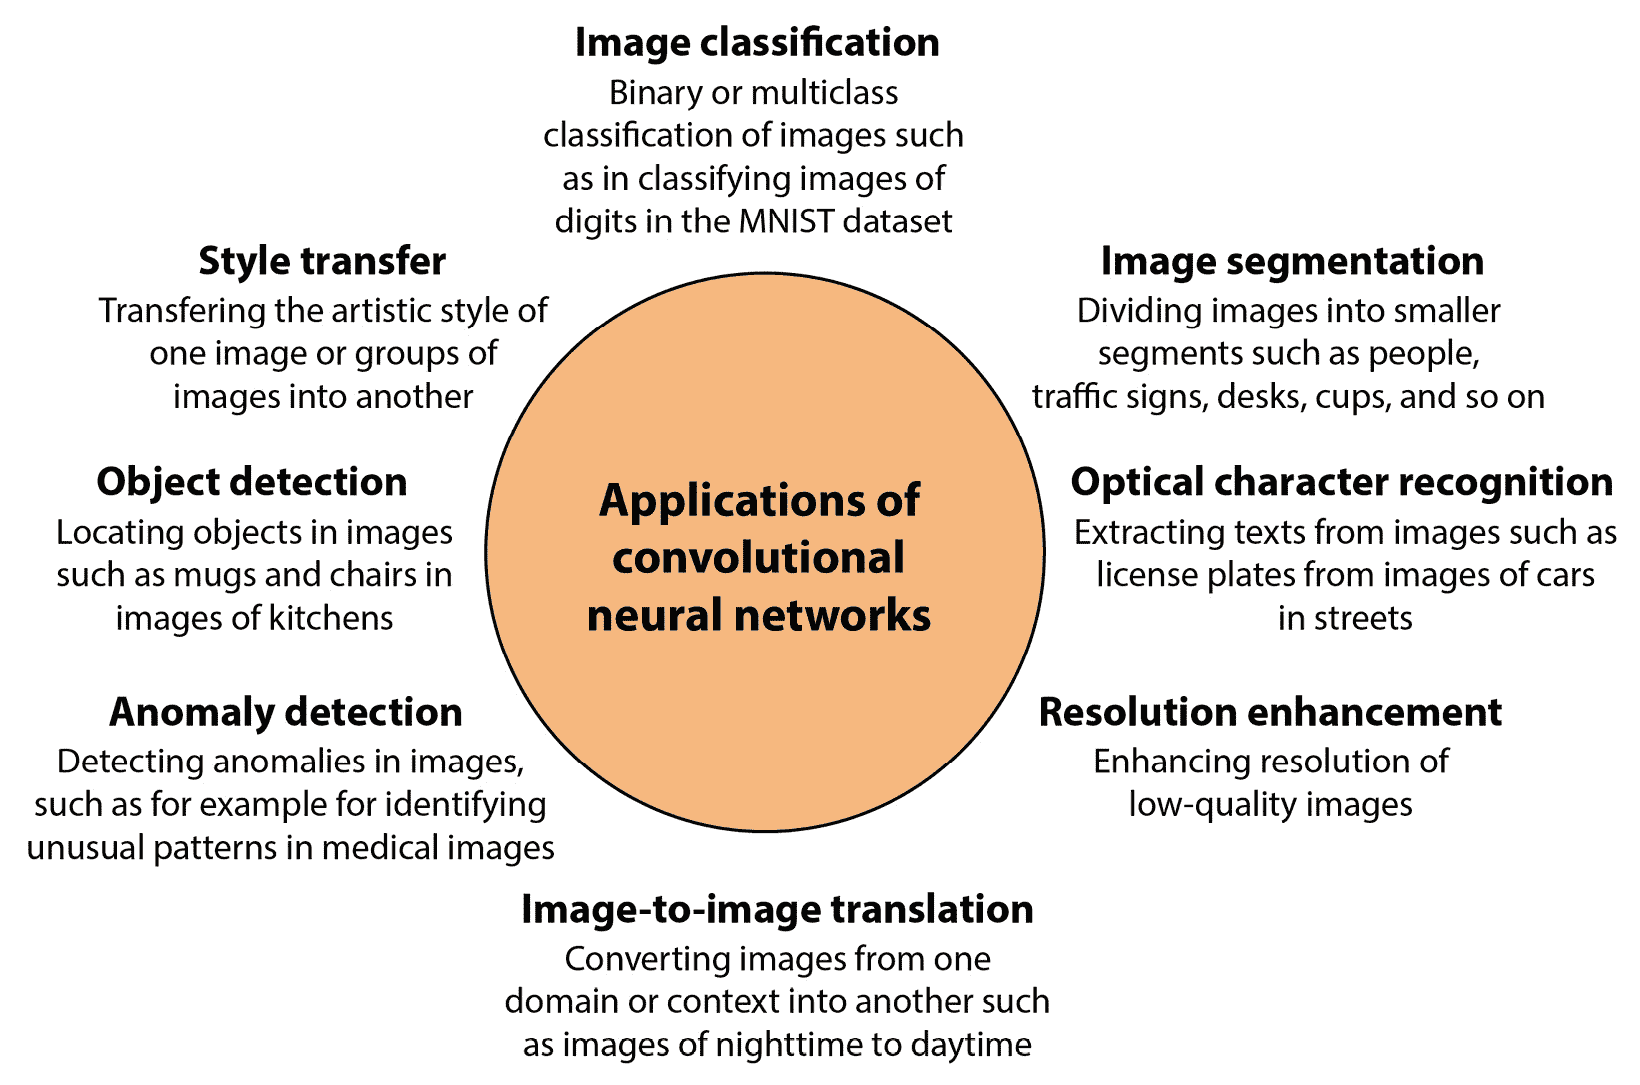 Image classification
Binary or multiclass
classification of images such
as in classifying images of
digits in the MNIST dataset
Style transfer
Transfering the artistic style of
one image or groups of
images into another
Image segmentation
Dividing images into smaller
segments such as people,
traffic signs, desks, cups, and so on
Object detection
Locating objects in images
such as mugs and chairs in
images of kitchens
Applications of
convolutional
neural networks
Optical character recognition
Extracting texts from images such as
license plates from images of cars
in streets
Anomaly detection
Detecting anomalies in images,
such as for example for identifying
unusual patterns in medical images
Resolution enhancement
Enhancing resolution of
low-quality images
Image-to-image translation
Converting images from one
domain or context into another such
as images of nighttime to daytime